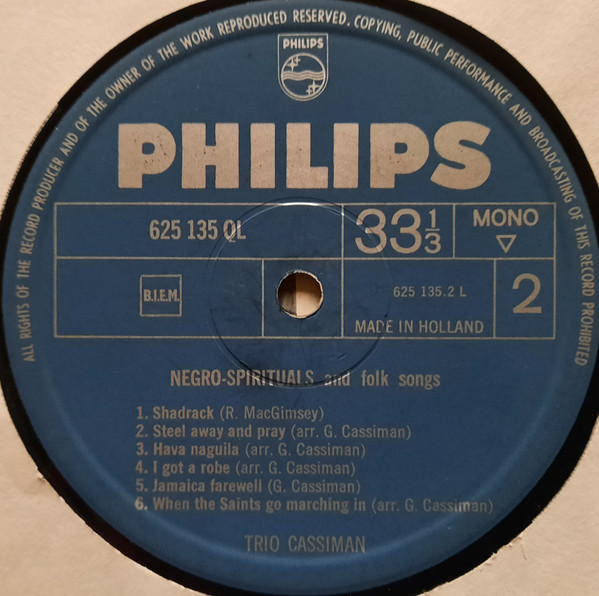 ALL RIGHTS OF THE RECORD PRODUCER AND OF THE OWNER OF THE WORK REPRODUCED RESERVED. COPYING, PUBLIC PERFORMANCE AND BROADCASTING OF THIS RECORD PROHIBITED
PHILIPS
PHILIPS
625 135 QL
33 1/3
MONO
B.I.E.M.
625 135.2 L
2
MADE IN HOLLAND
NEGRO-SPIRITUALS and folk songs
1. Shadrack (R. MacGimsey)
2. Steel away and pray (arr. G. Cassiman)
3. Hava naguila (arr. G. Cassiman)
4. I got a robe (arr. G. Cassiman)
5. Jamaica farewell (G. Cassiman)
6. When the Saints go marching in (arr. G. Cassiman)
TRIO CASSIMAN